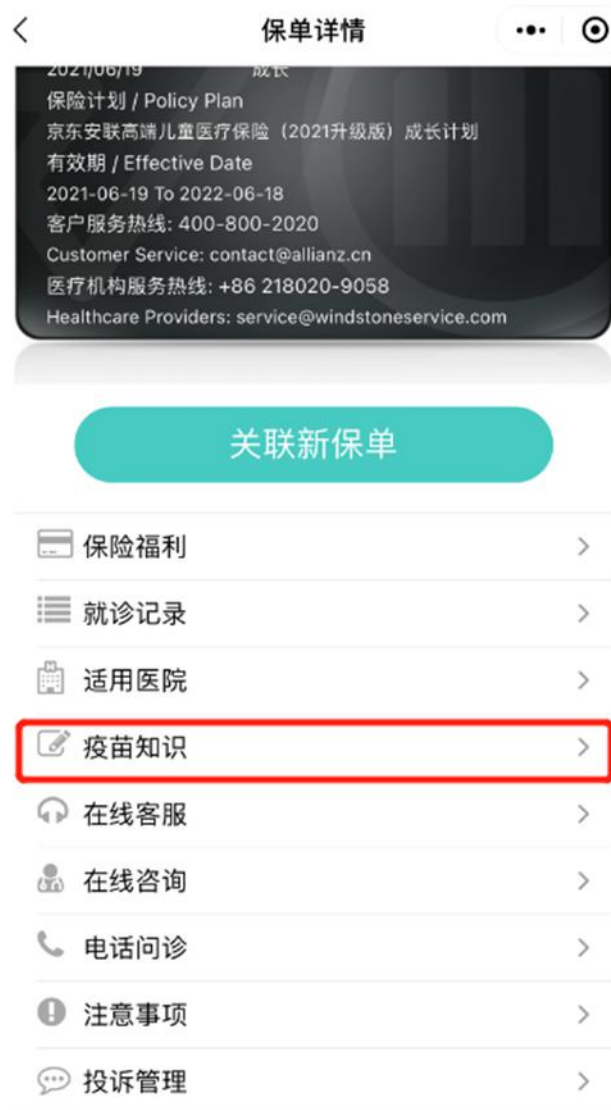 保单详情
2021/06/19 成长
保险计划 / Policy Plan
京东安联高端儿童医疗保险（2021升级版）成长计划
有效期 / Effective Date
2021-06-19 To 2022-06-18
客户服务热线: 400-800-2020
Customer Service: contact@allianz.cn
医疗机构服务热线: +86 218020-9058
Healthcare Providers: service@windstoneservice.com
关联新保单
保险福利
就诊记录
适用医院
疫苗知识
在线客服
在线咨询
电话问诊
注意事项
投诉管理